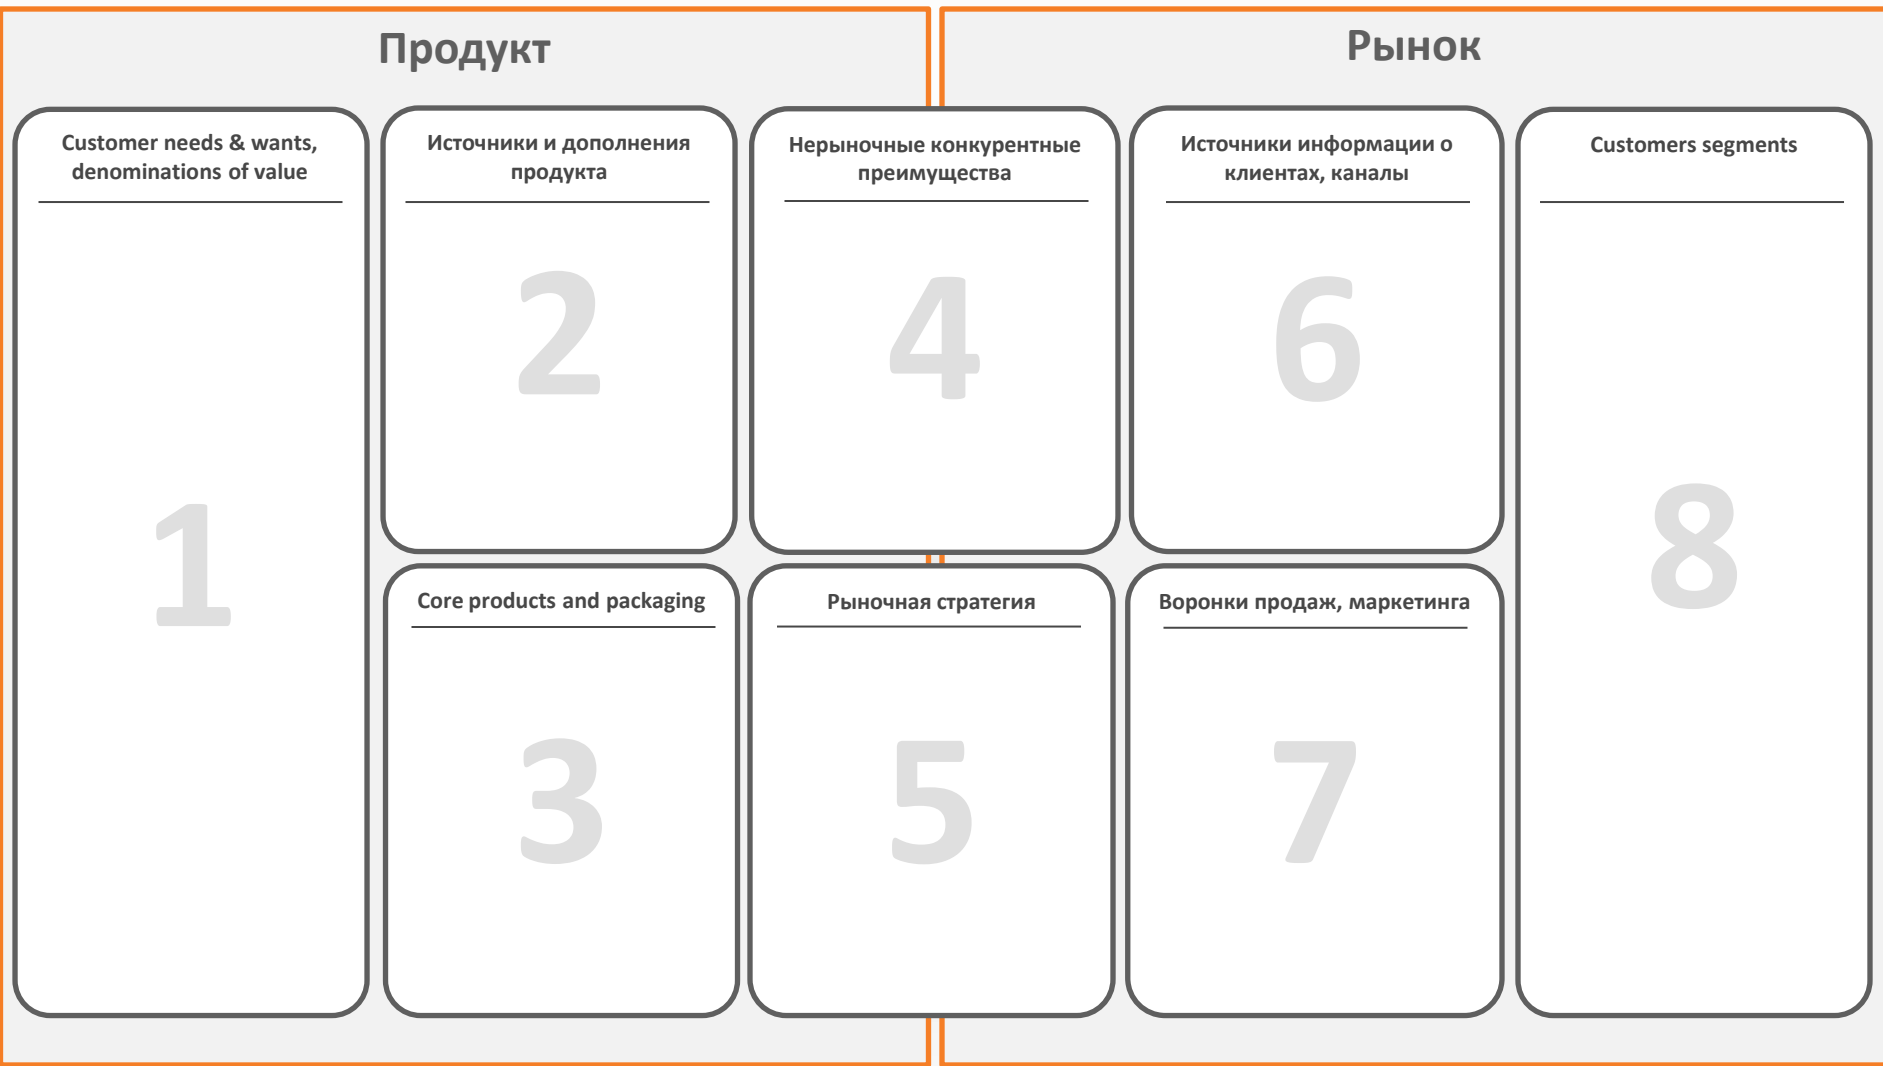 Продукт
Рынок
Customer needs & wants,
denominations of value
1
Источники и дополнения
продукта
2
Core products and packaging
3
Нерыночные конкурентные
преимущества
4
Рыночная стратегия
5
Источники информации о
клиентах, каналы
6
Воронки продаж, маркетинга
7
Customers segments
8